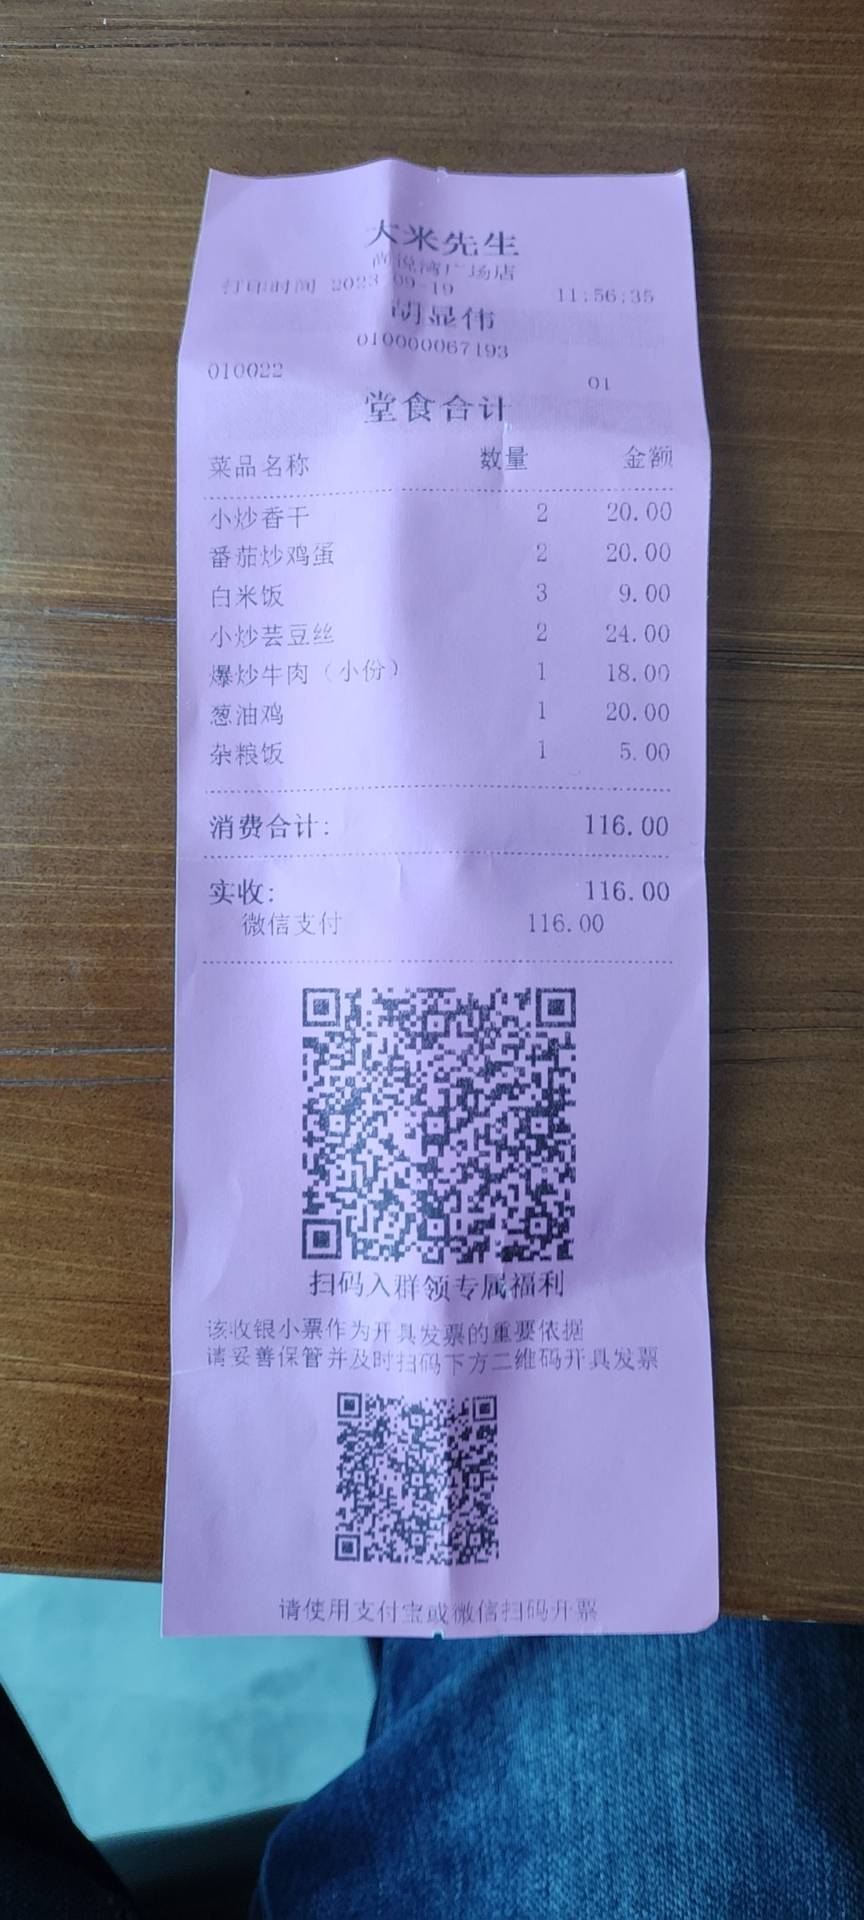 大米先生
尚悦湾广场店
打印时间 2023-09-19 11:56:35
胡显伟
010000067193
010022 01
堂食合计
菜品名称 数量 金额
小炒香干 2 20.00
番茄炒鸡蛋 2 20.00
白米饭 3 9.00
小炒芸豆丝 2 24.00
爆炒牛肉（小份） 1 18.00
葱油鸡 1 20.00
杂粮饭 1 5.00
消费合计: 116.00
实收: 116.00
微信支付 116.00
扫码入群领专属福利
该收银小票作为开具发票的重要依据
请妥善保管并及时扫码下方二维码开具发票
请使用支付宝或微信扫码开票